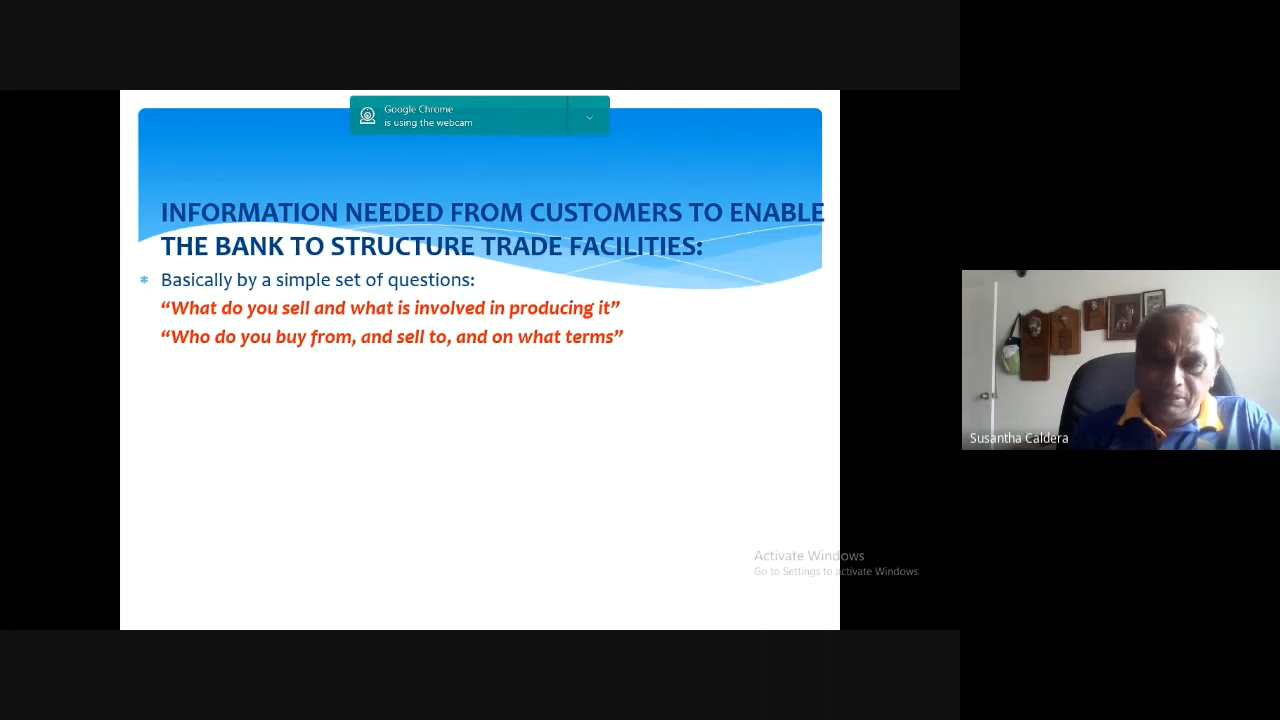 Google Chrome
is using the webcam
INFORMATION NEEDED FROM CUSTOMERS TO ENABLE
THE BANK TO STRUCTURE TRADE FACILITIES:
Basically by a simple set of questions:
“What do you sell and what is involved in producing it”
“Who do you buy from, and sell to, and on what terms”
Susantha Caldera
Activate Windows
Go to Settings to activate Windows.